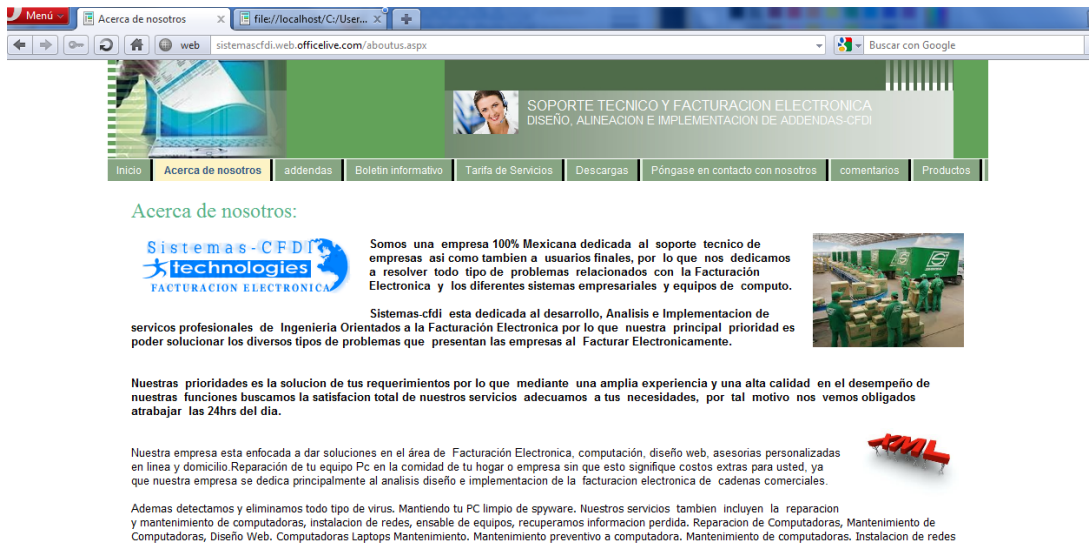 Menú
Acerca de nosotros
file://localhost/C:/User...
web
sistemascfdi.web.officelive.com/aboutus.aspx
Buscar con Google
SOPORTE TECNICO Y FACTURACION ELECTRONICA
DISEÑO, ALINEACION E IMPLEMENTACION DE ADDENDAS-CFDI
Inicio
Acerca de nosotros
addendas
Boletin informativo
Tarifa de Servicios
Descargas
Póngase en contacto con nosotros
comentarios
Productos
Acerca de nosotros:
Sistemas-CFDI
technologies
FACTURACION ELECTRONICA
Somos una empresa 100% Mexicana dedicada al soporte tecnico de
empresas asi como tambien a usuarios finales, por lo que nos dedicamos
a resolver todo tipo de problemas relacionados con la Facturación
Electronica y los diferentes sistemas empresariales y equipos de computo.
Sistemas-cfdi esta dedicada al desarrollo, Analisis e Implementacion de
servicos profesionales de Ingenieria Orientados a la Facturación Electronica por lo que nuestra principal prioridad es
poder solucionar los diversos tipos de problemas que presentan las empresas al Facturar Electronicamente.
Nuestras prioridades es la solucion de tus requerimientos por lo que mediante una amplia experiencia y una alta calidad en el desempeño de
nuestras funciones buscamos la satisfacion total de nuestros servicios adecuamos a tus necesidades, por tal motivo nos vemos obligados
atrabajar las 24hrs del dia.
XML
Nuestra empresa esta enfocada a dar soluciones en el área de Facturación Electronica, computación, diseño web, asesorias personalizadas
en linea y domicilio.Reparación de tu equipo Pc en la comidad de tu hogar o empresa sin que esto signifique costos extras para usted, ya
que nuestra empresa se dedica principalmente al analisis diseño e implementacion de la facturacion electronica de cadenas comerciales.
Ademas detectamos y eliminamos todo tipo de virus. Mantiendo tu PC limpio de spyware. Nuestros servicios tambien incluyen la reparacion
y mantenimiento de computadoras, instalacion de redes, ensable de equipos, recuperamos informacion perdida. Reparacion de Computadoras, Mantenimiento de
Computadoras, Diseño Web. Computadoras Laptops Mantenimiento. Mantenimiento preventivo a computadora. Mantenimiento de computadoras. Instalacion de redes